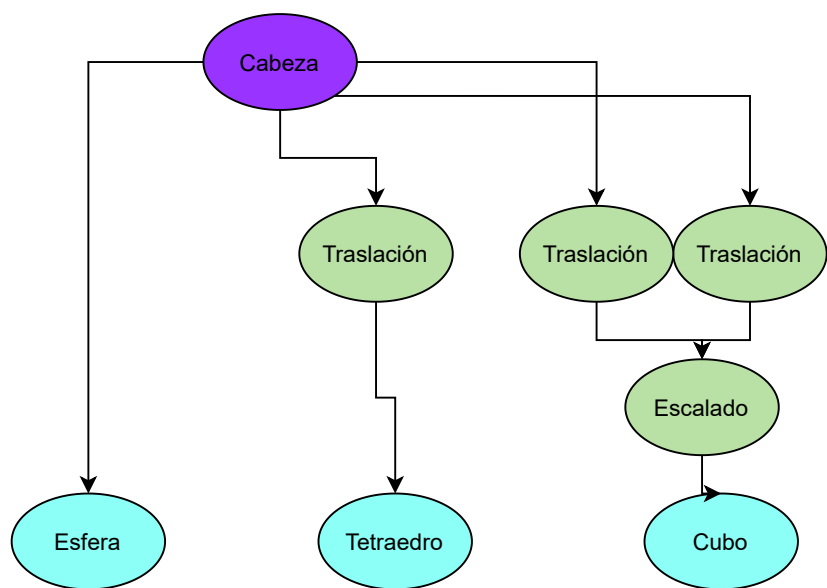 Cabeza
Traslación
Traslación
Traslación
Escalado
Esfera
Tetraedro
Cubo